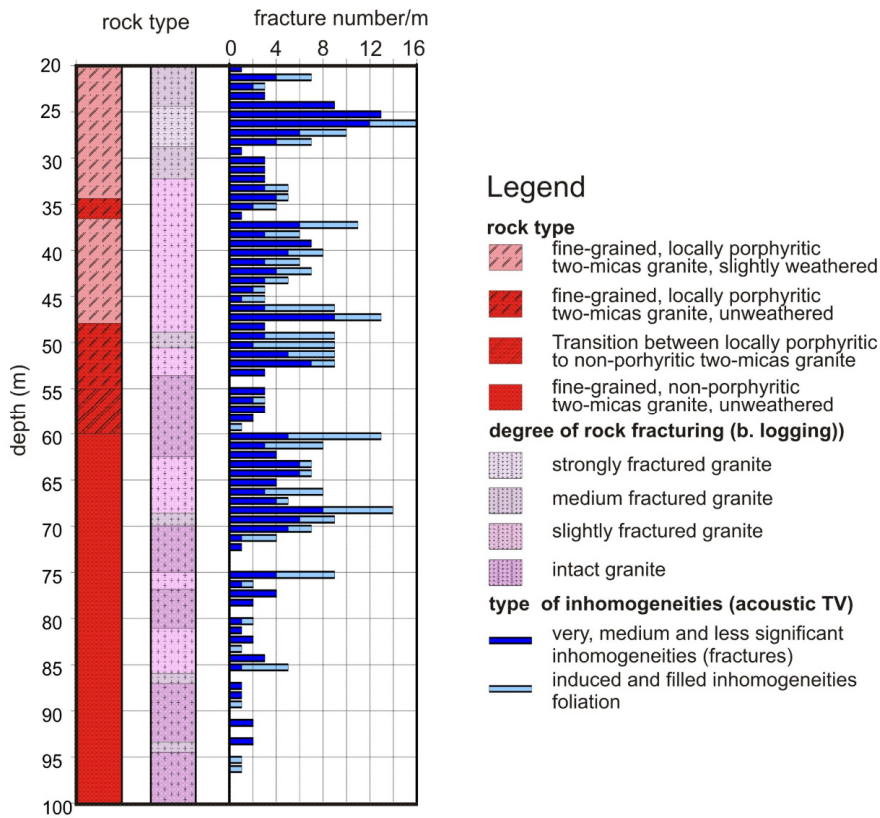 rock type
fracture number/m
0 4 8 12 16
20
25
30
35
40
45
50
55
60
65
70
75
80
85
90
95
100
depth (m)
Legend
rock type
fine-grained, locally porphyritic
two-micas granite, slightly weathered
fine-grained, locally porphyritic
two-micas granite, unweathered
Transition between locally porphyritic
to non-porhyritic two-micas granite
fine-grained, non-porphyritic
two-micas granite, unweathered
degree of rock fracturing (b. logging))
strongly fractured granite
medium fractured granite
slightly fractured granite
intact granite
type of inhomogeneities (acoustic TV)
very, medium and less significant
inhomogeneities (fractures)
induced and filled inhomogeneities
foliation